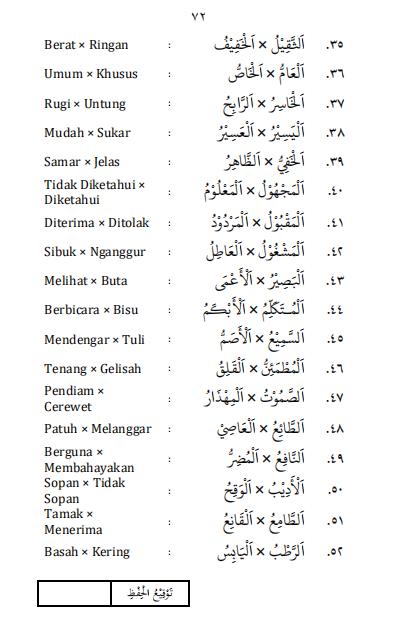 ٧٢
٣٥. اَلثَّقِيْلُ × اَلْخَفِيْفُ : Berat × Ringan
٣٦. اَلْعَامُّ × اَلْخَاصُّ : Umum × Khusus
٣٧. اَلْخَاسِرُ × اَلرَّابِحُ : Rugi × Untung
٣٨. اَلْيَسِيْرُ × اَلْعَسِيْرُ : Mudah × Sukar
٣٩. اَلْخَفِيُّ × اَلظَّاهِرُ : Samar × Jelas
٤٠. اَلْمَجْهُوْلُ × اَلْمَعْلُوْمُ : Tidak Diketahui ×
Diketahui
٤١. اَلْمَقْبُوْلُ × اَلْمَرْدُوْدُ : Diterima × Ditolak
٤٢. اَلْمَشْغُوْلُ × اَلْعَاطِلُ : Sibuk × Nganggur
٤٣. اَلْبَصِيْرُ × اَلْأَعْمَى : Melihat × Buta
٤٤. اَلْمُتَكَلِّمُ × اَلْأَبْكَمُ : Berbicara × Bisu
٤٥. اَلسَّمِيْعُ × اَلْأَصَمُّ : Mendengar × Tuli
٤٦. اَلْمُطْمَئِنُّ × اَلْقَلِقُ : Tenang × Gelisah
٤٧. اَلصَّمُوْتُ × اَلْمِهْذَارُ : Pendiam ×
Cerewet
٤٨. اَلطَّائِعُ × اَلْعَاصِيْ : Patuh × Melanggar
٤٩. اَلنَّافِعُ × اَلْمُضِرُّ : Berguna ×
Membahayakan
٥٠. اَلْأَدِيْبُ × اَلْوَقِحُ : Sopan × Tidak
Sopan
٥١. اَلطَّامِعُ × اَلْقَانِعُ : Tamak ×
Menerima
٥٢. اَلرَّطْبُ × اَلْيَابِسُ : Basah × Kering
تَوْقِيْعُ الْحِفْظِ